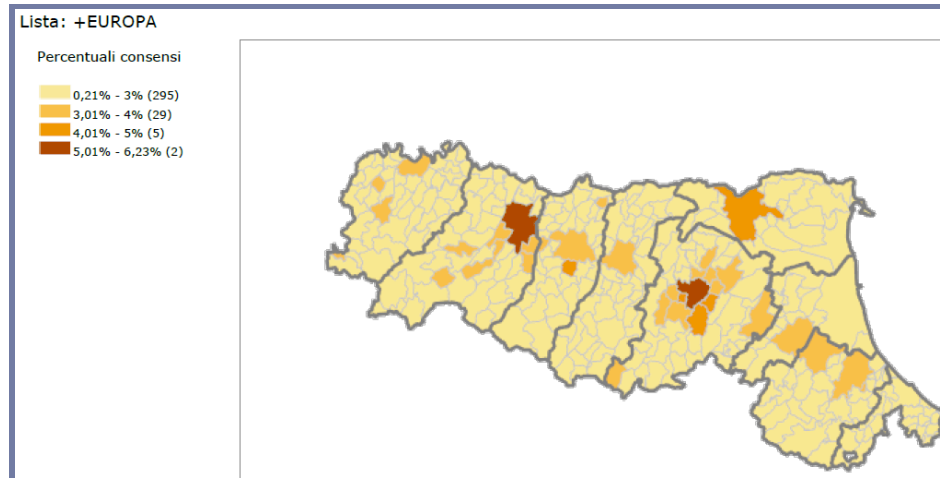 Lista: +EUROPA
Percentuali consensi
0,21% - 3% (295)
3,01% - 4% (29)
4,01% - 5% (5)
5,01% - 6,23% (2)